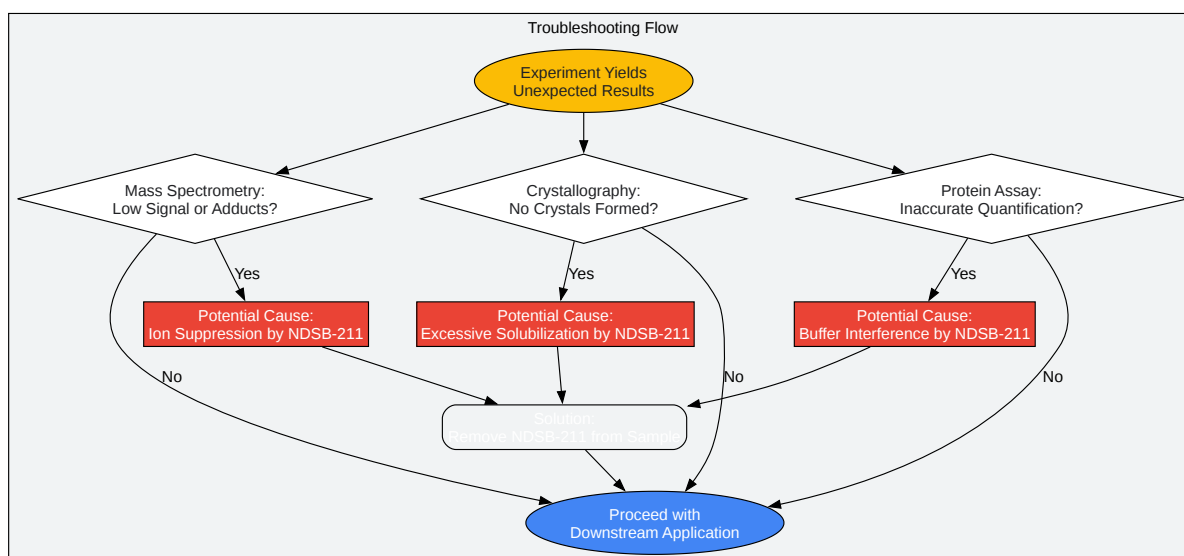 Troubleshooting Flow
Experiment Yields
Unexpected Results
Mass Spectrometry:
Low Signal or Adducts?
Crystallography:
No Crystals Formed?
Protein Assay:
Inaccurate Quantification?
Yes
Yes
Yes
Potential Cause:
Ion Suppression by NDSB-211
Potential Cause:
Excessive Solubilization by NDSB-211
Potential Cause:
Buffer Interference by NDSB-211
No
No
No
Solution:
Remove NDSB-211 from Sample
Proceed with
Downstream Application